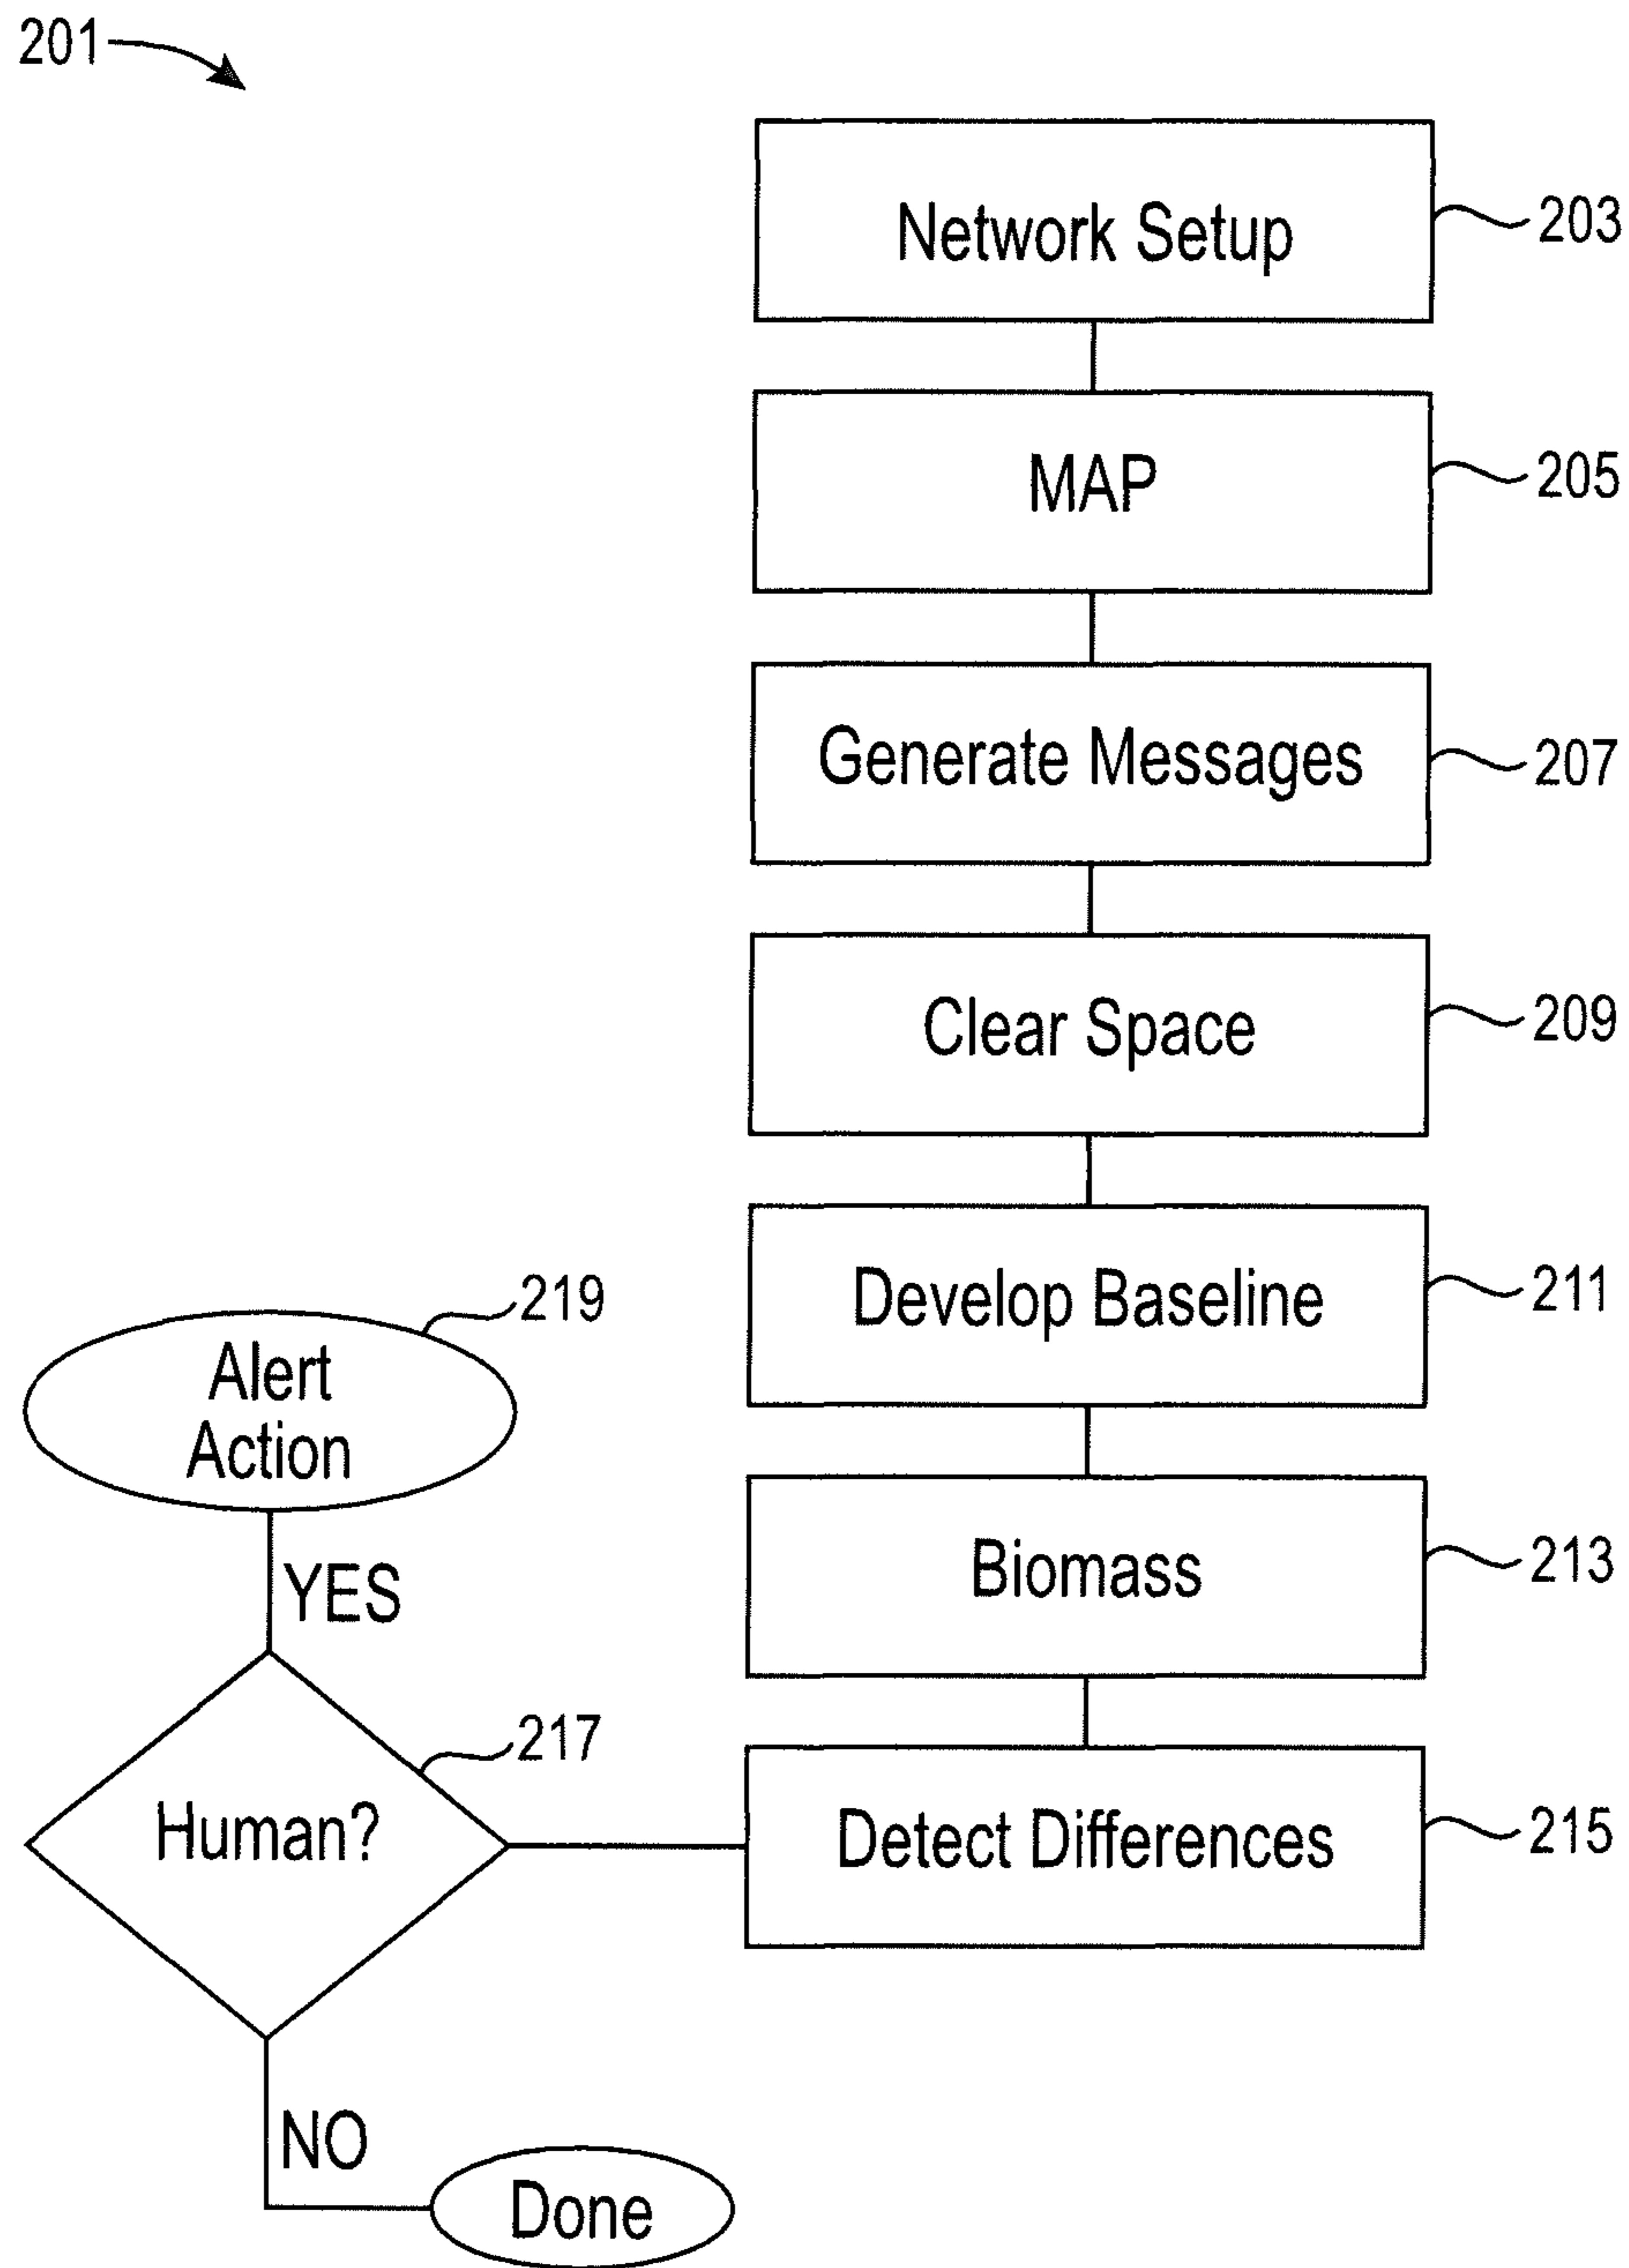 201
Network Setup
203
MAP
205
Generate Messages
207
Clear Space
209
Develop Baseline
211
Biomass
213
Detect Differences
215
Human?
217
YES
Alert
Action
219
NO
Done